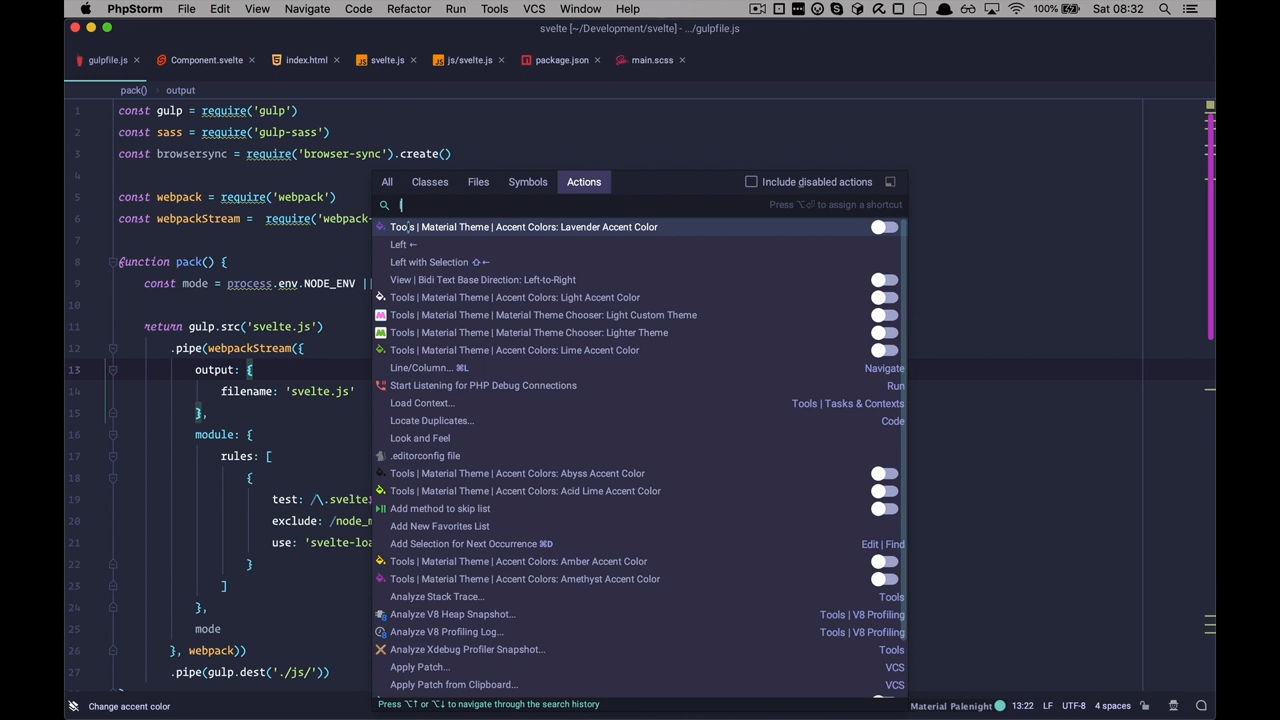 PhpStorm File Edit View Navigate Code Refactor Run Tools VCS Window Help 100% Sat 08:32
svelte [~/Development/svelte] - .../gulpfile.js
gulpfile.js Component.svelte index.html svelte.js js/svelte.js package.json main.scss
pack() output
1 const gulp = require('gulp')
2 const sass = require('gulp-sass')
3 const browsersync = require('browser-sync').create()
4
5 const webpack = require('webpack')
6 const webpackStream = require('webpack-
7
8 function pack() {
9 const mode = process.env.NODE_ENV ||
10
11 return gulp.src('svelte.js')
12 .pipe(webpackStream({
13 output: {
14 filename: 'svelte.js'
15 },
16 module: {
17 rules: [
18 {
19 test: /\.svelte
20 exclude: /node_m
21 use: 'svelte-loa
22 }
23 ]
24 },
25 mode
26 }, webpack))
27 .pipe(gulp.dest('./js/'))
All Classes Files Symbols Actions Include disabled actions
l Press ⌥⏎ to assign a shortcut
Tools | Material Theme | Accent Colors: Lavender Accent Color
Left ←
Left with Selection ⇧←
View | Bidi Text Base Direction: Left-to-Right
Tools | Material Theme | Accent Colors: Light Accent Color
Tools | Material Theme | Material Theme Chooser: Light Custom Theme
Tools | Material Theme | Material Theme Chooser: Lighter Theme
Tools | Material Theme | Accent Colors: Lime Accent Color
Line/Column... ⌘L Navigate
Start Listening for PHP Debug Connections Run
Load Context... Tools | Tasks & Contexts
Locate Duplicates... Code
Look and Feel
.editorconfig file
Tools | Material Theme | Accent Colors: Abyss Accent Color
Tools | Material Theme | Accent Colors: Acid Lime Accent Color
Add method to skip list
Add New Favorites List
Add Selection for Next Occurrence ⌘D Edit | Find
Tools | Material Theme | Accent Colors: Amber Accent Color
Tools | Material Theme | Accent Colors: Amethyst Accent Color
Analyze Stack Trace... Tools
Analyze V8 Heap Snapshot... Tools | V8 Profiling
Analyze V8 Profiling Log... Tools | V8 Profiling
Analyze Xdebug Profiler Snapshot... Tools
Apply Patch... VCS
Apply Patch from Clipboard... VCS
Press ⌥↑ or ⌥↓ to navigate through the search history
Change accent color Material Palenight 13:22 LF UTF-8 4 spaces